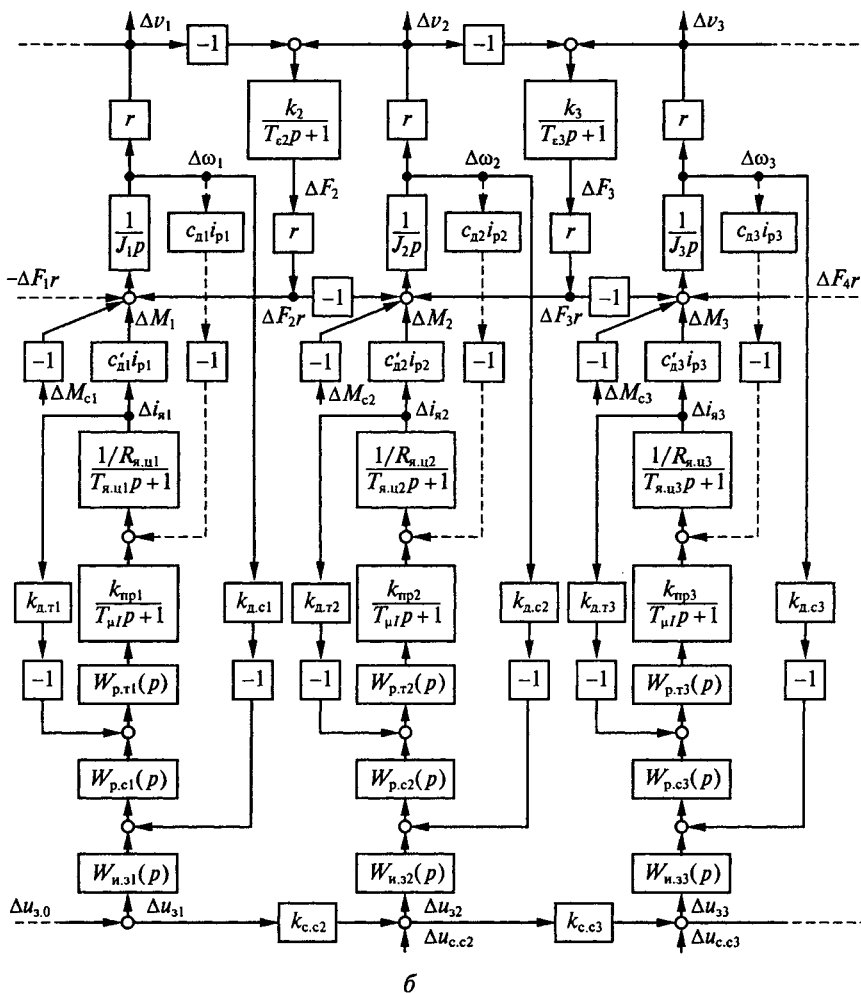 Δv₁ Δv₂ Δv₃
−1 −1
k₂ / (Tε₂p + 1) k₃ / (Tε₃p + 1)
r r r
Δω₁ Δω₂ Δω₃
ΔF₂ ΔF₃
1 / J₁p cд1iр1 r 1 / J₂p cд2iр2 r 1 / J₃p cд3iр3
−ΔF₁r −1 −1 ΔF₄r
ΔM₁ ΔF₂r ΔM₂ ΔF₃r ΔM₃
−1 c′д1iр1 −1 −1 c′д2iр2 −1 −1 c′д3iр3 −1
ΔMс1 ΔMс2 ΔMс3
Δiя1 Δiя2 Δiя3
1/Rя.ц1 / (Tя.ц1p + 1) 1/Rя.ц2 / (Tя.ц2p + 1) 1/Rя.ц3 / (Tя.ц3p + 1)
kд.т1 kпр1 / (TμIp + 1) kд.с1 kд.т2 kпр2 / (TμIp + 1) kд.с2 kд.т3 kпр3 / (TμIp + 1) kд.с3
−1 Wр.т1(p) −1 −1 Wр.т2(p) −1 −1 Wр.т3(p) −1
Wр.с1(p) Wр.с2(p) Wр.с3(p)
Wи.з1(p) Wи.з2(p) Wи.з3(p)
Δuз.0 Δuз1 kс.с2 Δuз2 kс.с3 Δuз3
Δuс.с2 Δuс.с3
б